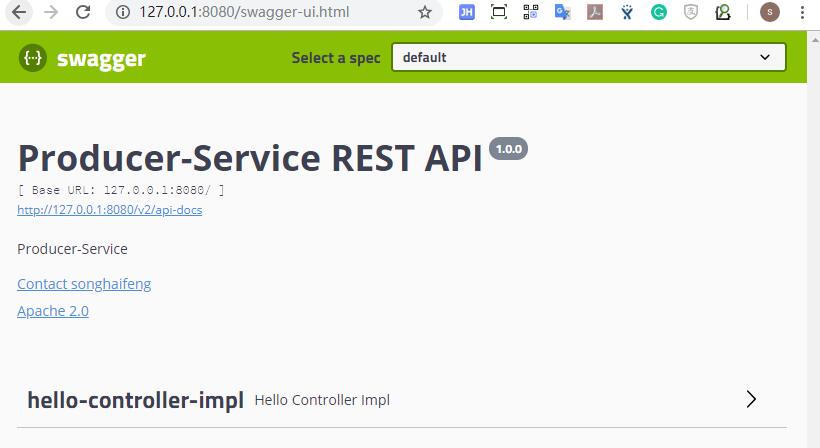 127.0.0.1:8080/swagger-ui.html
JH
S
{··} swagger
Select a spec
default
Producer-Service REST API 1.0.0
[ Base URL: 127.0.0.1:8080/ ]
http://127.0.0.1:8080/v2/api-docs
Producer-Service
Contact songhaifeng
Apache 2.0
hello-controller-impl Hello Controller Impl